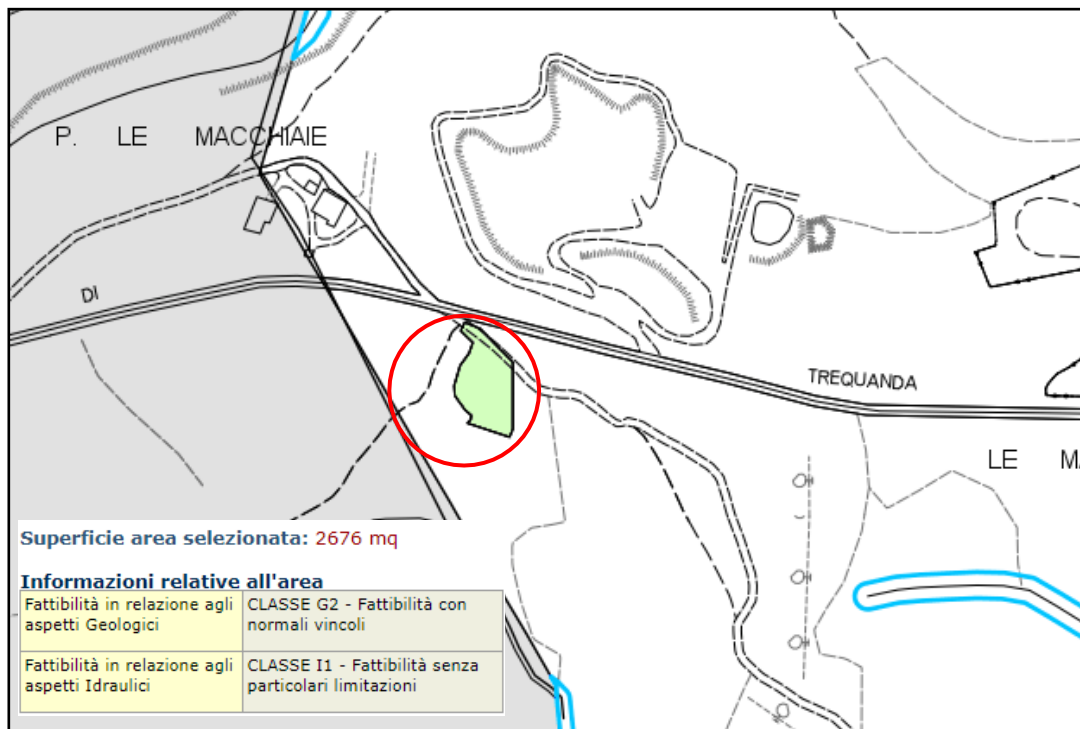 P. LE MACCHIAIE
DI
TREQUANDA
LE MA
Superficie area selezionata: 2676 mq
Informazioni relative all'area
Fattibilità in relazione agli
aspetti Geologici
CLASSE G2 - Fattibilità con
normali vincoli
Fattibilità in relazione agli
aspetti Idraulici
CLASSE I1 - Fattibilità senza
particolari limitazioni